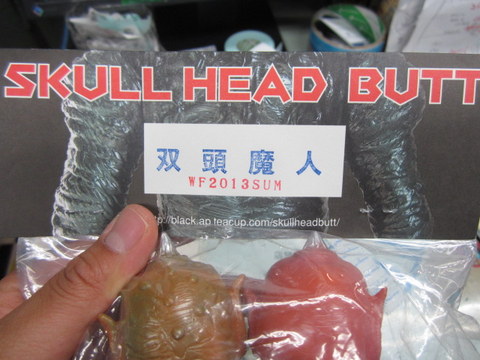 SKULL HEAD BUTT
双頭魔人
WF2013SUM
http://black.ap.teacup.com/skullheadbutt/